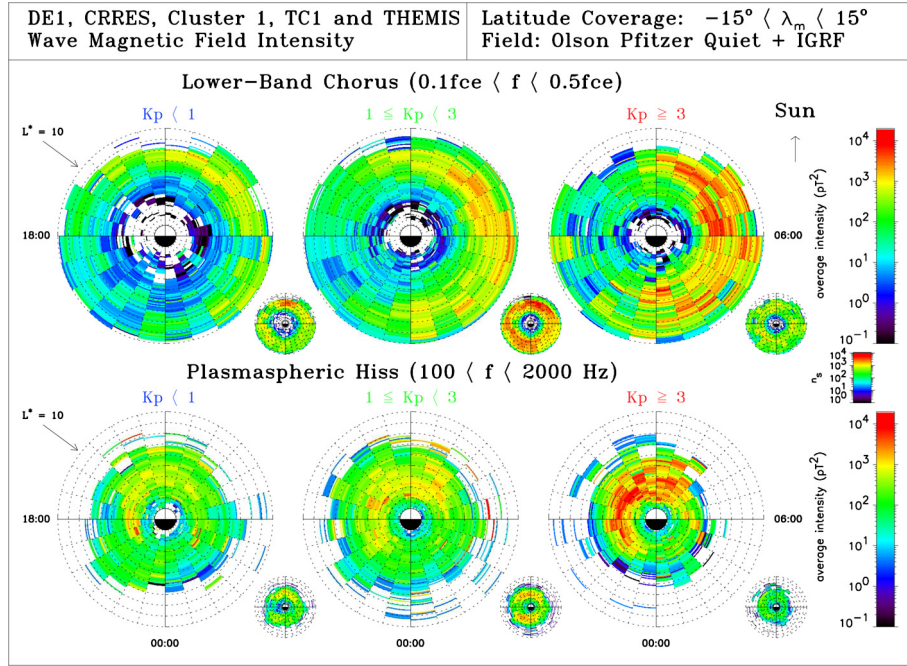 DE1, CRRES, Cluster 1, TC1 and THEMIS
Wave Magnetic Field Intensity
Latitude Coverage: −15° ⟨ λm ⟨ 15°
Field: Olson Pfitzer Quiet + IGRF
Lower−Band Chorus (0.1fce ⟨ f ⟨ 0.5fce)
Kp ⟨ 1
1 ≦ Kp ⟨ 3
Kp ≧ 3
Sun
L* = 10
18:00
06:00
10⁴
10³
10²
10¹
10⁰
10⁻¹
average intensity (pT²)
10⁴
10³
10²
10¹
10⁰
nₛ
Plasmaspheric Hiss (100 ⟨ f ⟨ 2000 Hz)
Kp ⟨ 1
1 ≦ Kp ⟨ 3
Kp ≧ 3
L* = 10
18:00
06:00
10⁴
10³
10²
10¹
10⁰
10⁻¹
average intensity (pT²)
00:00
00:00
00:00